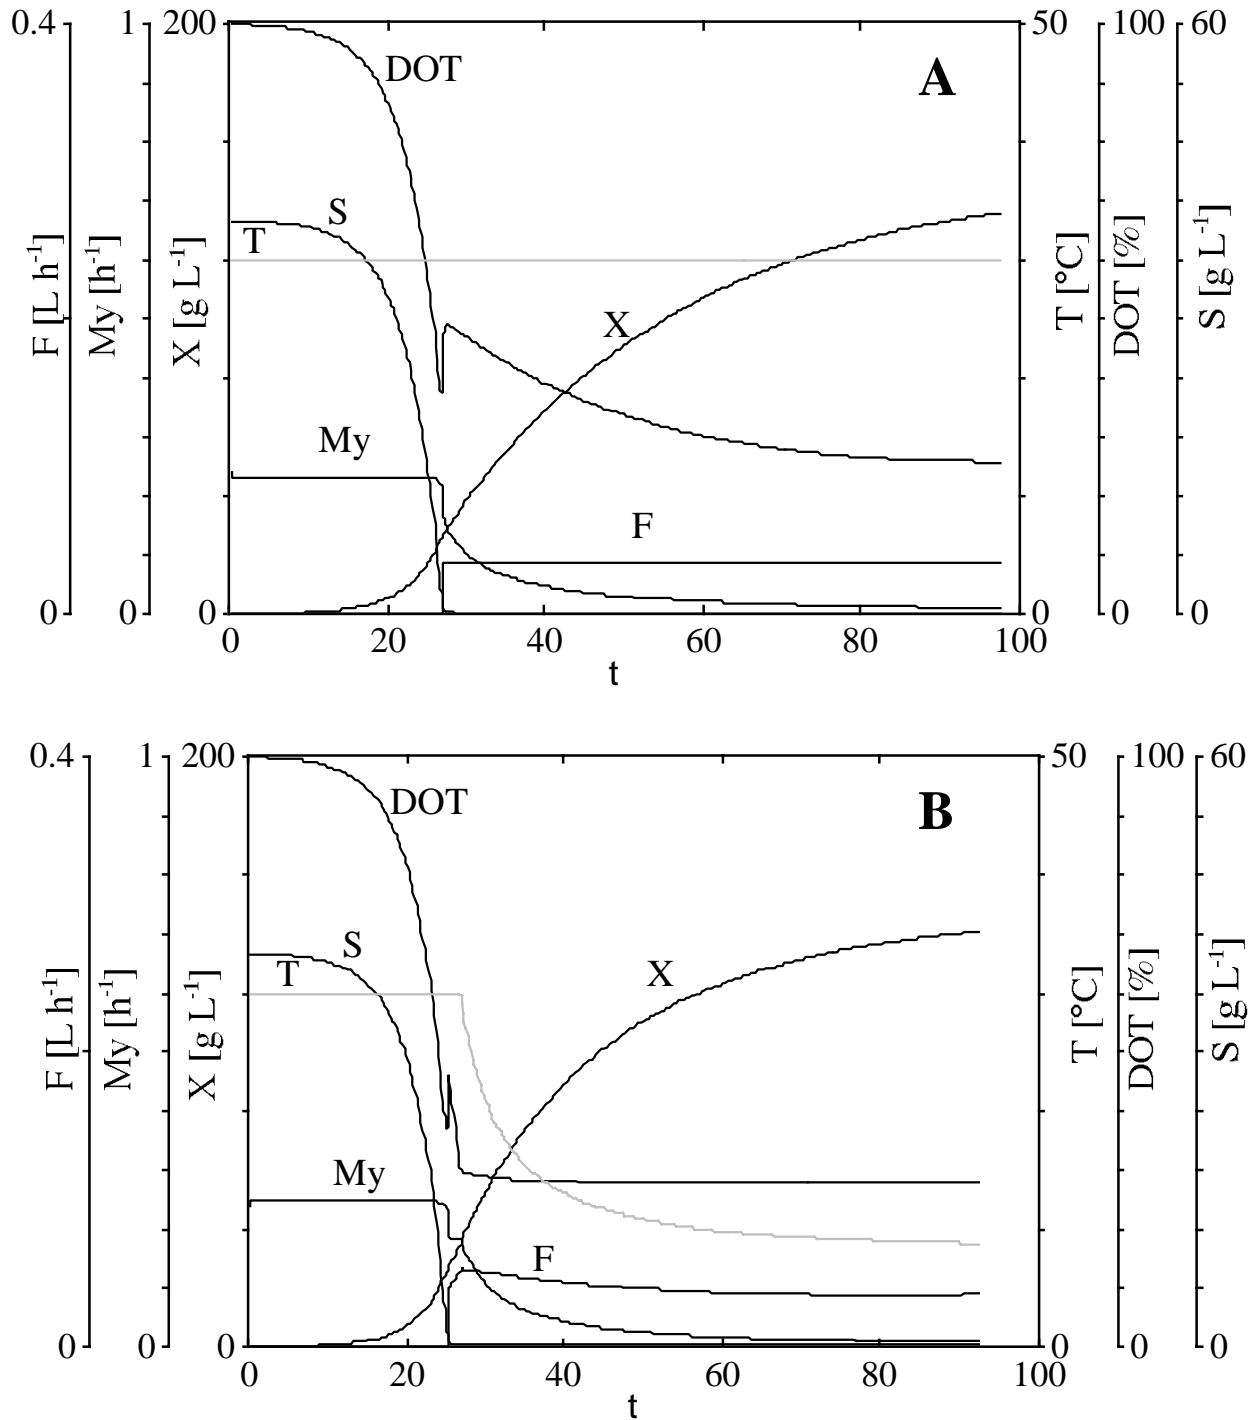 0.4 1 200 50 100 60
DOT
A
S
T
F [L h-1]
My [h-1]
X [g L-1]
T [°C]
DOT [%]
S [g L-1]
X
My
F
0 0 0 0 0 0
0 20 40 60 80 100
t
0.4 1 200 50 100 60
DOT
B
S
T
X
F [L h-1]
My [h-1]
X [g L-1]
T [°C]
DOT [%]
S [g L-1]
My
F
0 0 0 0 0 0
0 20 40 60 80 100
t